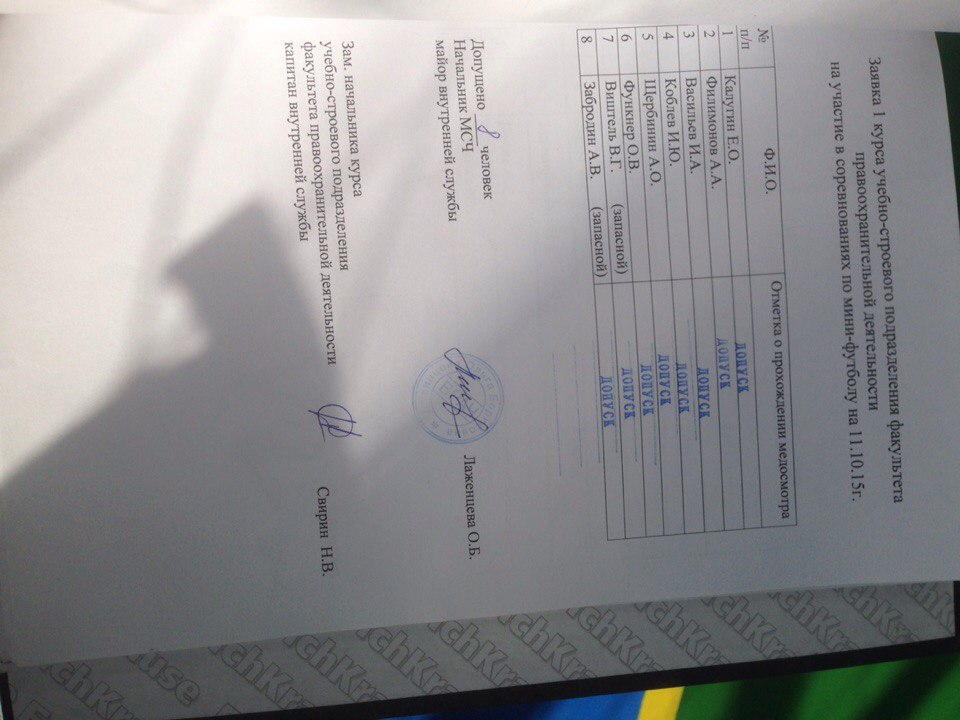 Заявка 1 курса учебно-строевого подразделения факультета
правоохранительной деятельности
на участие в соревнованиях по мини-футболу на 11.10.15г.
№ п/п Ф.И.О. Отметка о прохождении медосмотра
1 Калугин Е.О. ДОПУСК
2 Филимонов А.А. ДОПУСК
3 Васильев И.А. ДОПУСК
4 Коблев И.Ю. ДОПУСК
5 Щербинин А.О. ДОПУСК
6 Функнер О.В. ДОПУСК
7 Виштель В.Г. (запасной) ДОПУСК
8 Забродин А.В. (запасной) ДОПУСК
Допущено 8 человек
Начальник МСЧ
майор внутренней службы Лаженцева О.Б.
Зам. начальника курса
учебно-строевого подразделения
факультета правоохранительной деятельности
капитан внутренней службы Свирин Н.В.